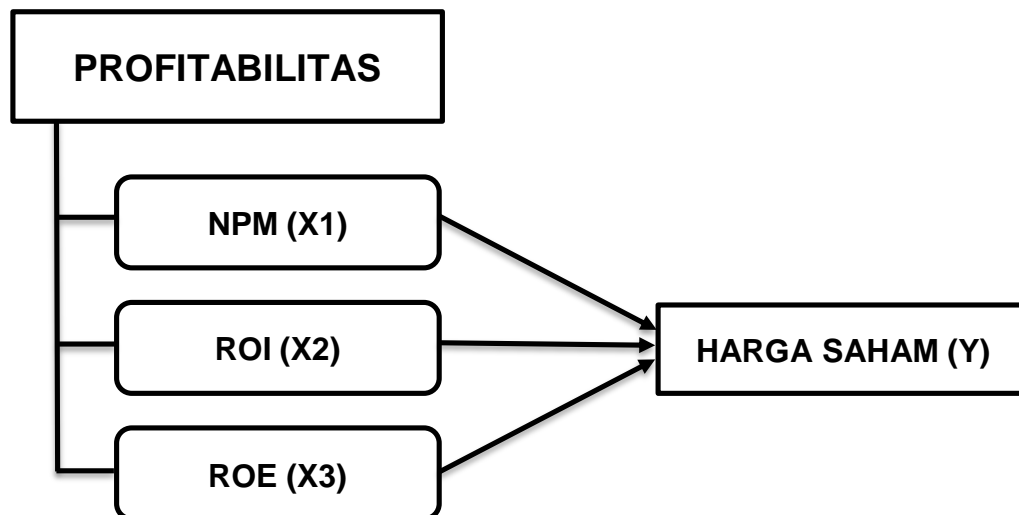 PROFITABILITAS
NPM (X1)
ROI (X2)
HARGA SAHAM (Y)
ROE (X3)